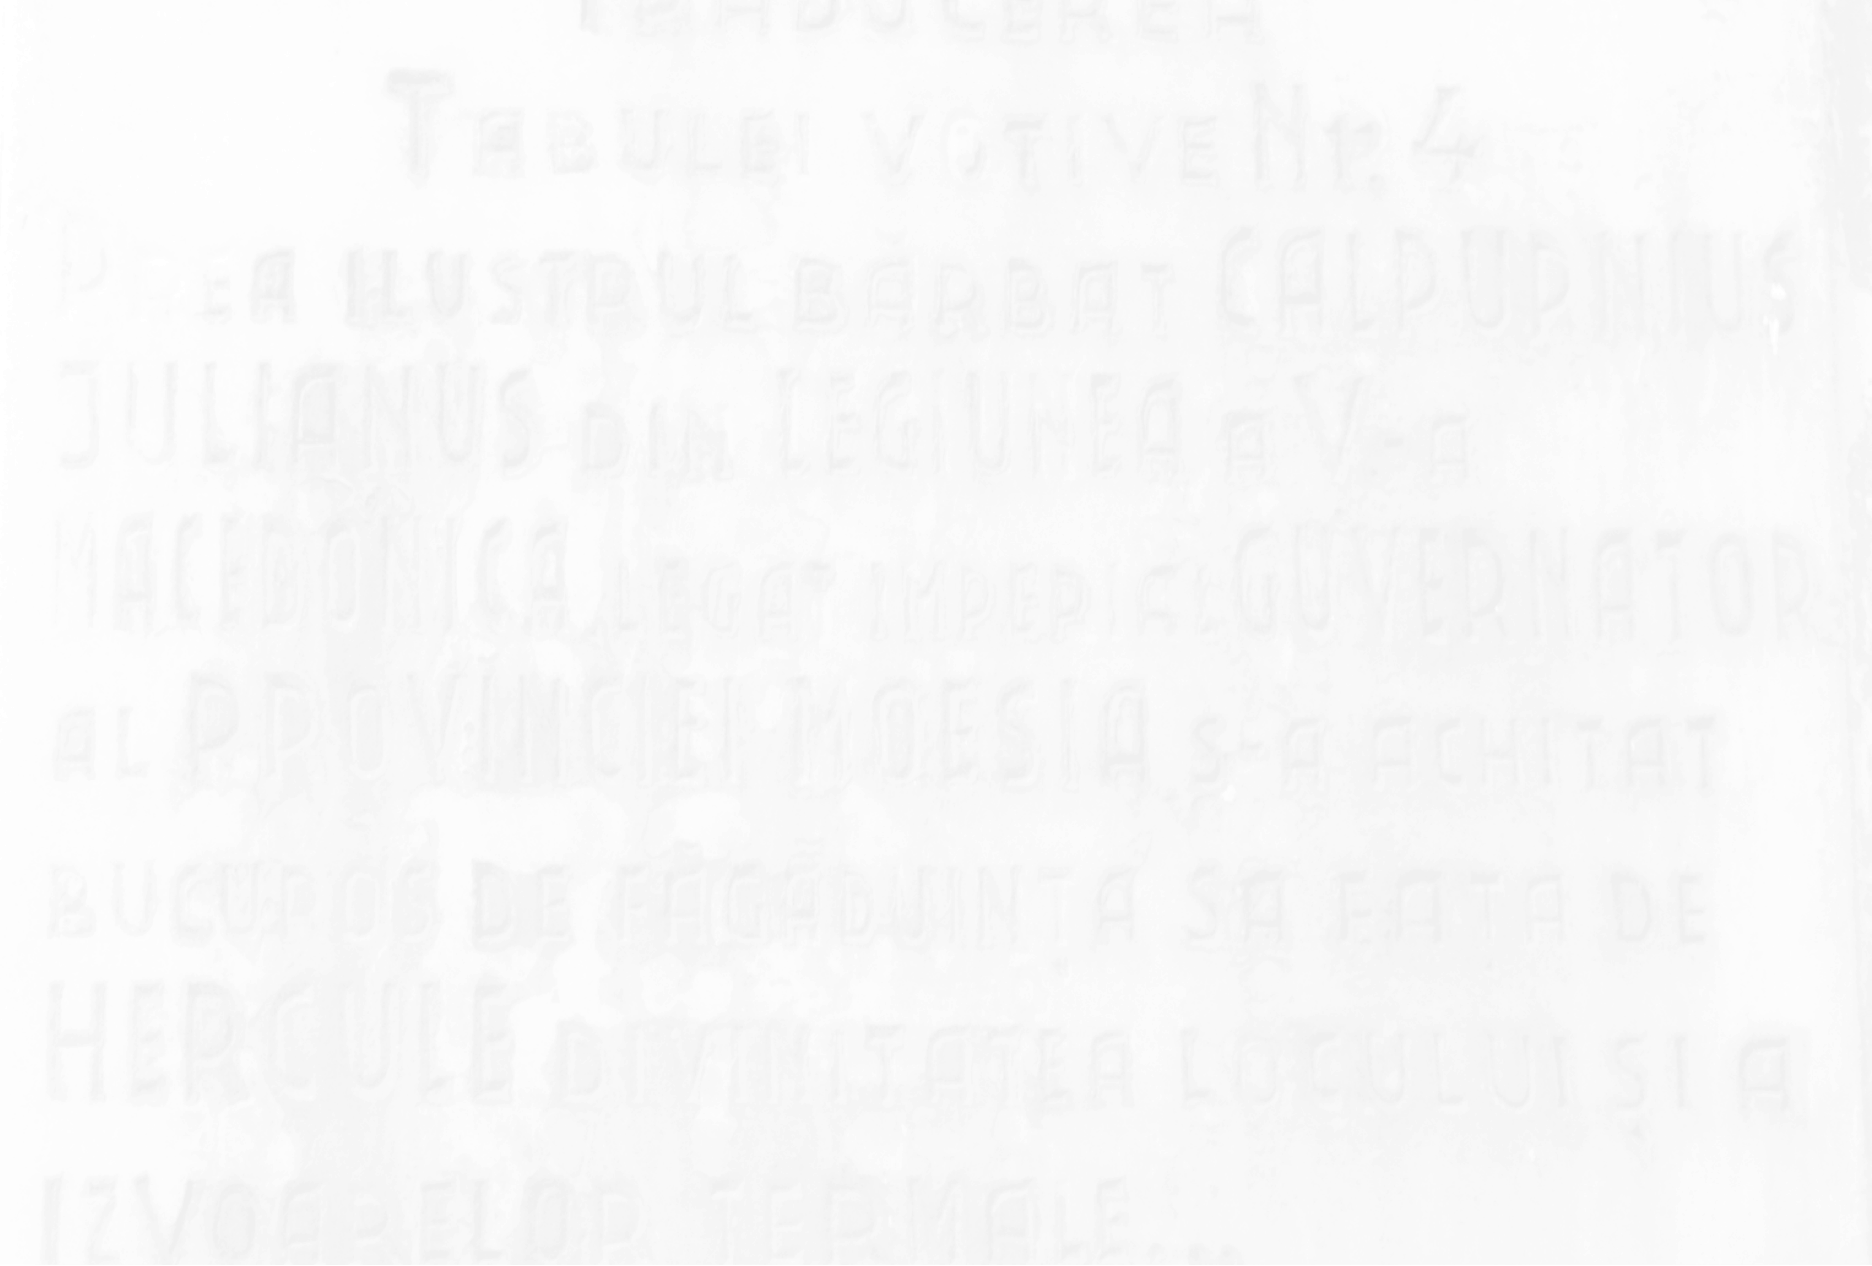 TRADUCEREA
TABULEI VOTIVE Nr. 4
PREA ILUSTRUL BĂRBAT CALPURNIUS
JULIANUS DIN LEGIUNEA A V-A
MACEDONICA LEGAT IMPERIAL GUVERNATOR
AL PROVINCIEI MOESIA S-A ACHITAT
BUCUROS DE FĂGĂDUINȚA SA FAȚĂ DE
HERCULE DIVINITATEA LOCULUI ȘI A
IZVOARELOR TERMALE